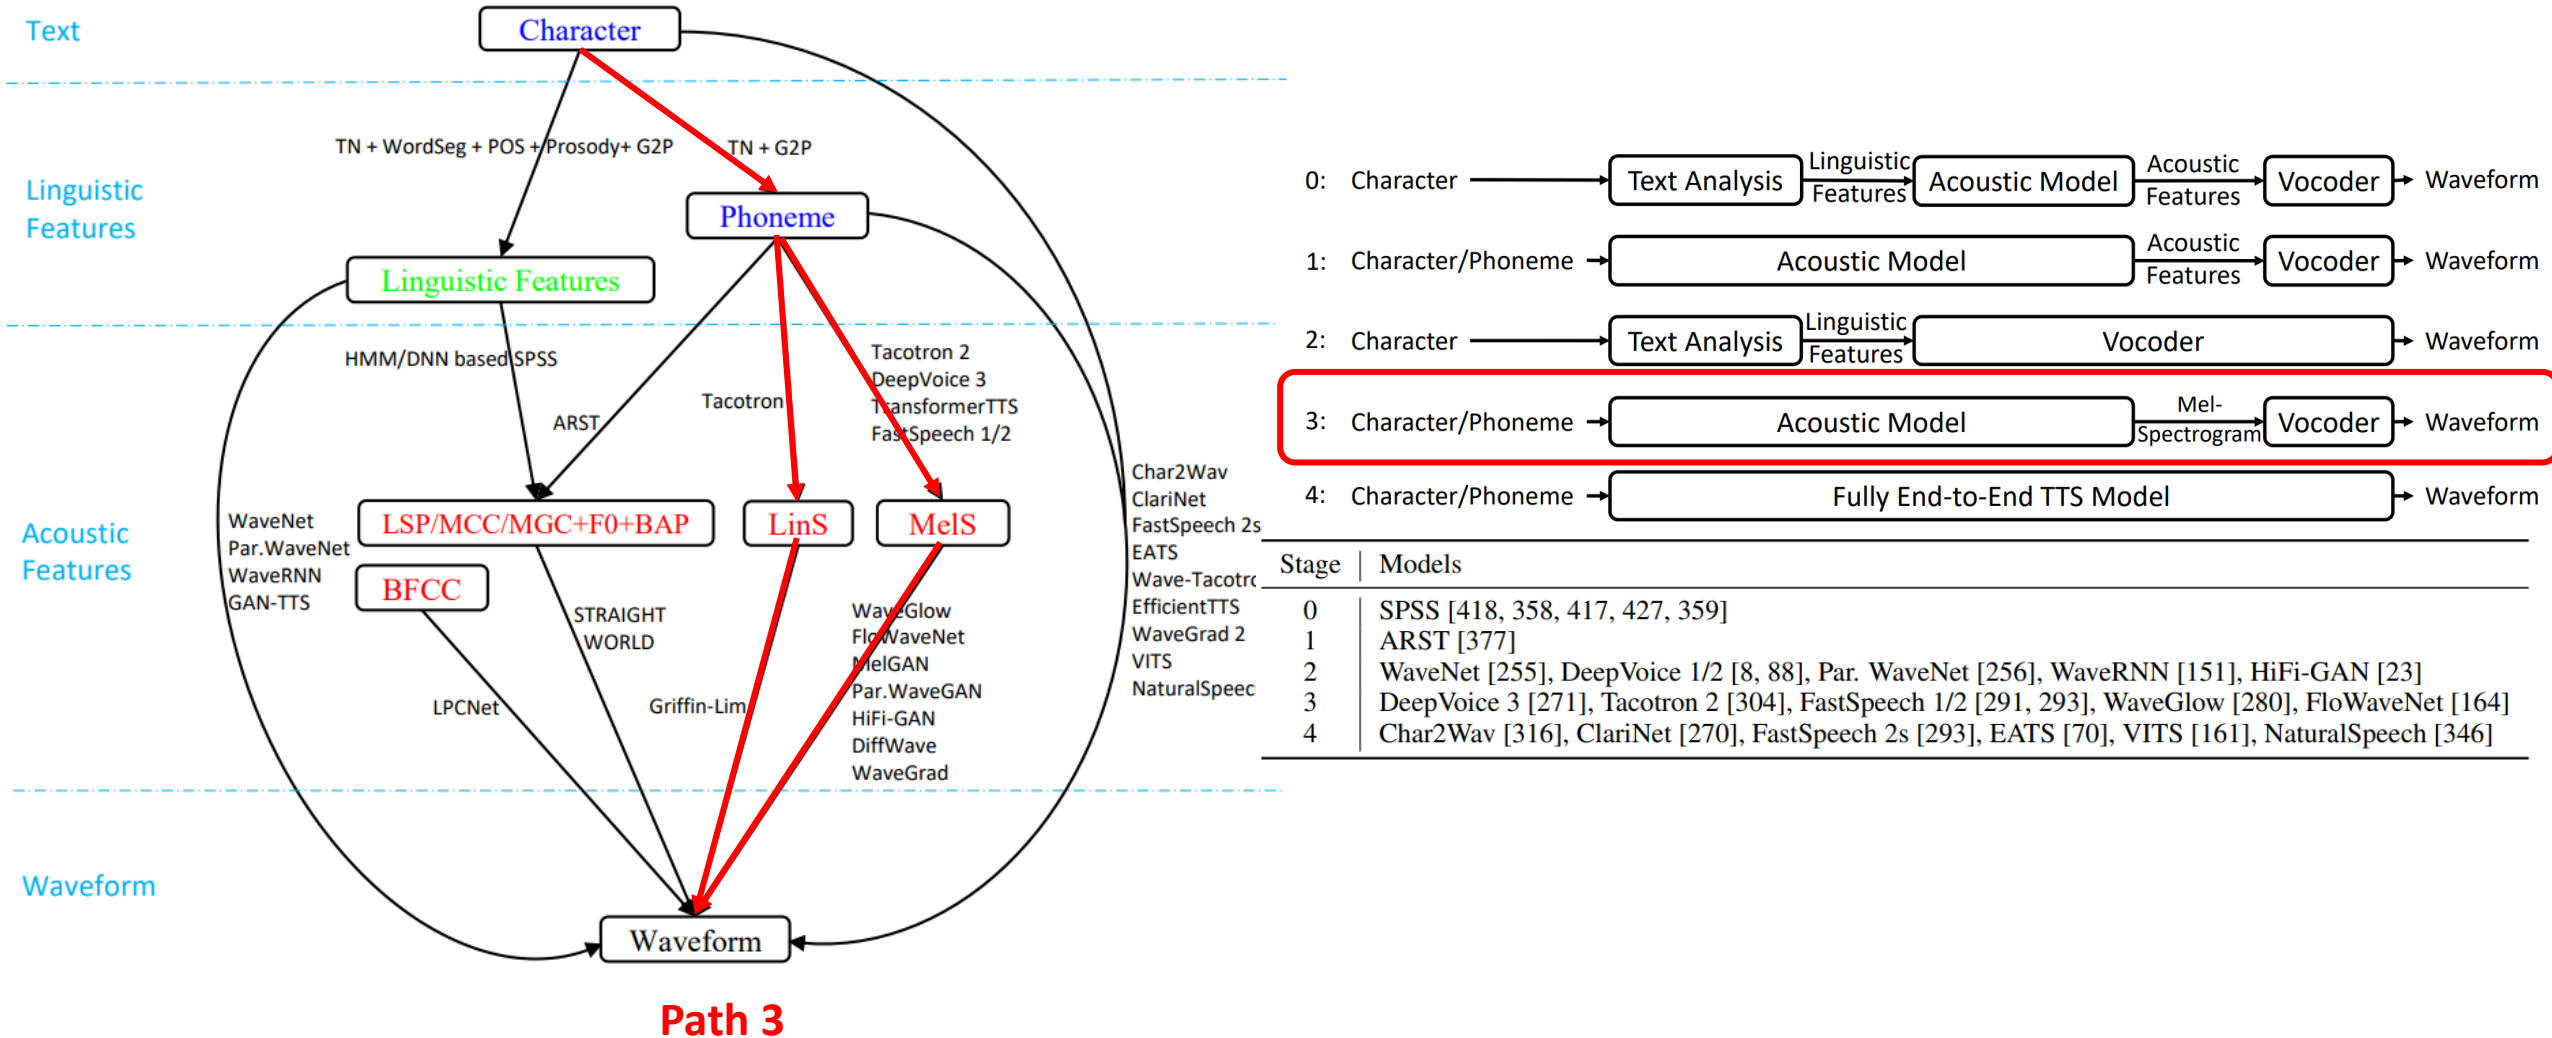 Text
Character
TN + WordSeg + POS + Prosody+ G2P
TN + G2P
Linguistic
Features
Phoneme
Linguistic Features
HMM/DNN based SPSS
ARST
Tacotron
Tacotron 2
DeepVoice 3
TransformerTTS
FastSpeech 1/2
Acoustic
Features
WaveNet
Par.WaveNet
WaveRNN
GAN-TTS
LSP/MCC/MGC+F0+BAP
LinS
MelS
BFCC
STRAIGHT
WORLD
LPCNet
Griffin-Lim
WaveGlow
FloWaveNet
MelGAN
Par.WaveGAN
HiFi-GAN
DiffWave
WaveGrad
Char2Wav
ClariNet
FastSpeech 2s
EATS
Wave-Tacotro
EfficientTTS
WaveGrad 2
VITS
NaturalSpeec
Waveform
Waveform
Path 3
0: Character Text Analysis Linguistic Features Acoustic Model Acoustic Features Vocoder Waveform
1: Character/Phoneme Acoustic Model Acoustic Features Vocoder Waveform
2: Character Text Analysis Linguistic Features Vocoder Waveform
3: Character/Phoneme Acoustic Model Mel-Spectrogram Vocoder Waveform
4: Character/Phoneme Fully End-to-End TTS Model Waveform
Stage Models
0 SPSS [418, 358, 417, 427, 359]
1 ARST [377]
2 WaveNet [255], DeepVoice 1/2 [8, 88], Par. WaveNet [256], WaveRNN [151], HiFi-GAN [23]
3 DeepVoice 3 [271], Tacotron 2 [304], FastSpeech 1/2 [291, 293], WaveGlow [280], FloWaveNet [164]
4 Char2Wav [316], ClariNet [270], FastSpeech 2s [293], EATS [70], VITS [161], NaturalSpeech [346]